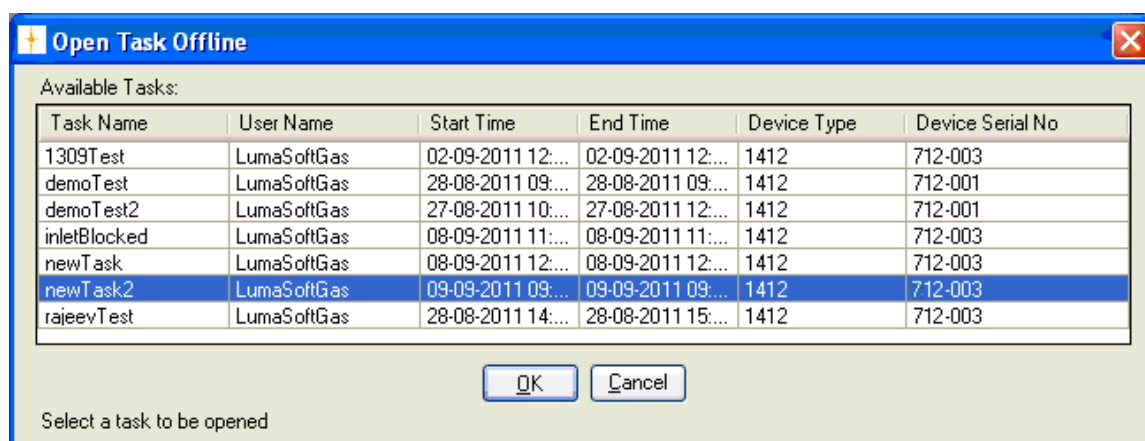 Open Task Offline
Available Tasks:
Task Name User Name Start Time End Time Device Type Device Serial No
1309Test LumaSoftGas 02-09-2011 12:... 02-09-2011 12:... 1412 712-003
demoTest LumaSoftGas 28-08-2011 09:... 28-08-2011 09:... 1412 712-001
demoTest2 LumaSoftGas 27-08-2011 10:... 27-08-2011 12:... 1412 712-001
inletBlocked LumaSoftGas 08-09-2011 11:... 08-09-2011 11:... 1412 712-003
newTask LumaSoftGas 08-09-2011 12:... 08-09-2011 12:... 1412 712-003
newTask2 LumaSoftGas 09-09-2011 09:... 09-09-2011 09:... 1412 712-003
rajeevTest LumaSoftGas 28-08-2011 14:... 28-08-2011 15:... 1412 712-003
OK Cancel
Select a task to be opened